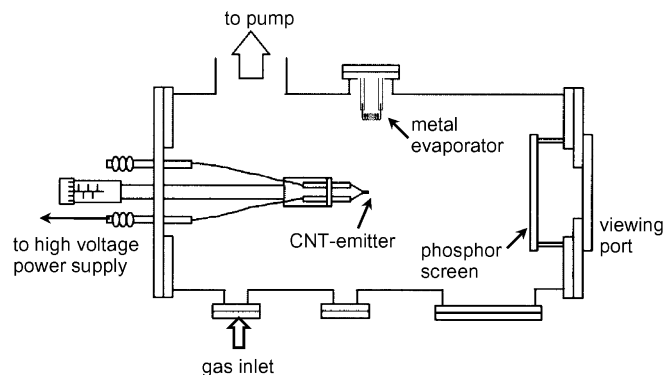 to pump
metal
evaporator
CNT-emitter
to high voltage
power supply
phosphor
screen
viewing
port
gas inlet